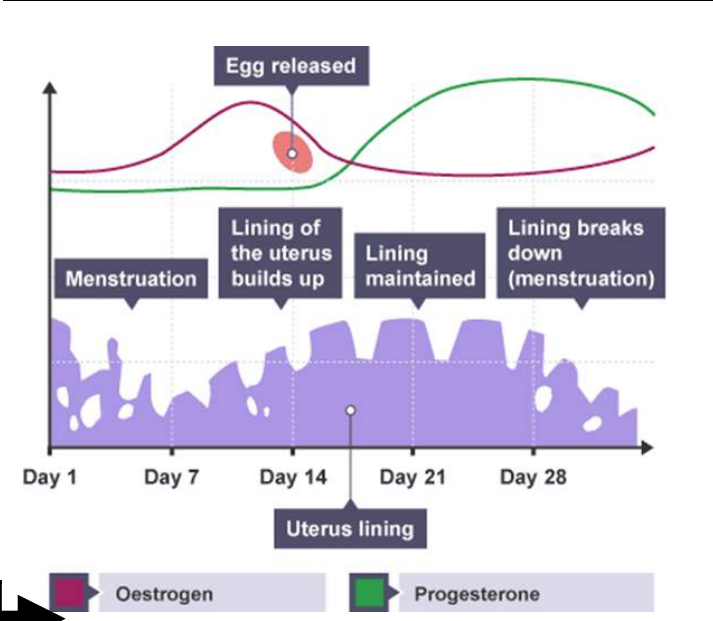 Egg released
Lining of
the uterus
builds up
Lining
maintained
Lining breaks
down
(menstruation)
Menstruation
Day 1
Day 7
Day 14
Day 21
Day 28
Uterus lining
Oestrogen
Progesterone